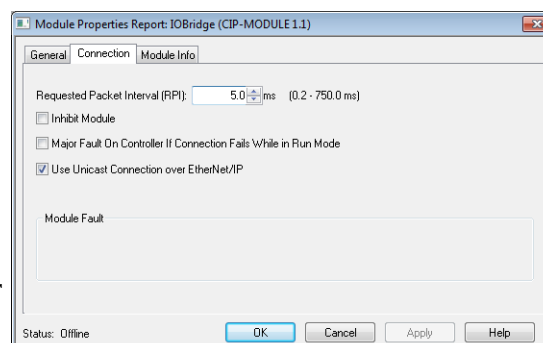 Module Properties Report: IOBridge (CIP-MODULE 1.1)
General Connection Module Info
Requested Packet Interval (RPI): 5.0 ms (0.2 - 750.0 ms)
Inhibit Module
Major Fault On Controller If Connection Fails While in Run Mode
Use Unicast Connection over EtherNet/IP
Module Fault
Status: Offline OK Cancel Apply Help